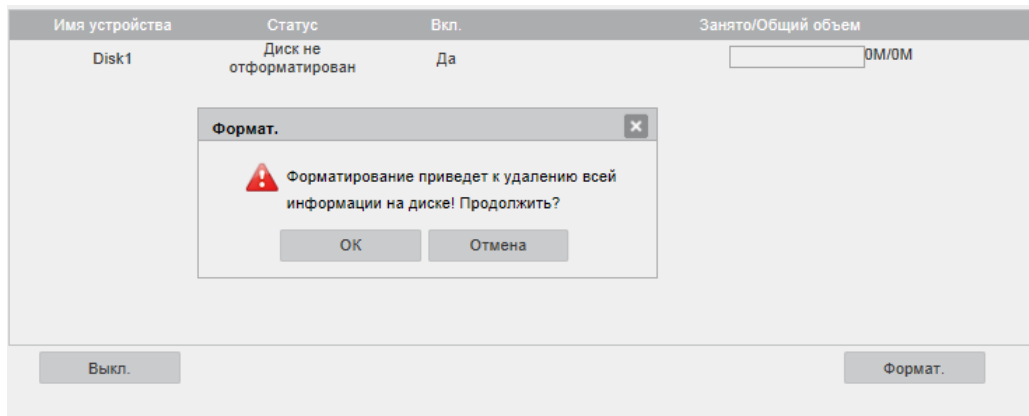 Имя устройства Статус Вкл. Занято/Общий объем
Disk1 Диск не отформатирован Да 0M/0M
Формат.
Форматирование приведет к удалению всей
информации на диске! Продолжить?
ОК Отмена
Выкл. Формат.